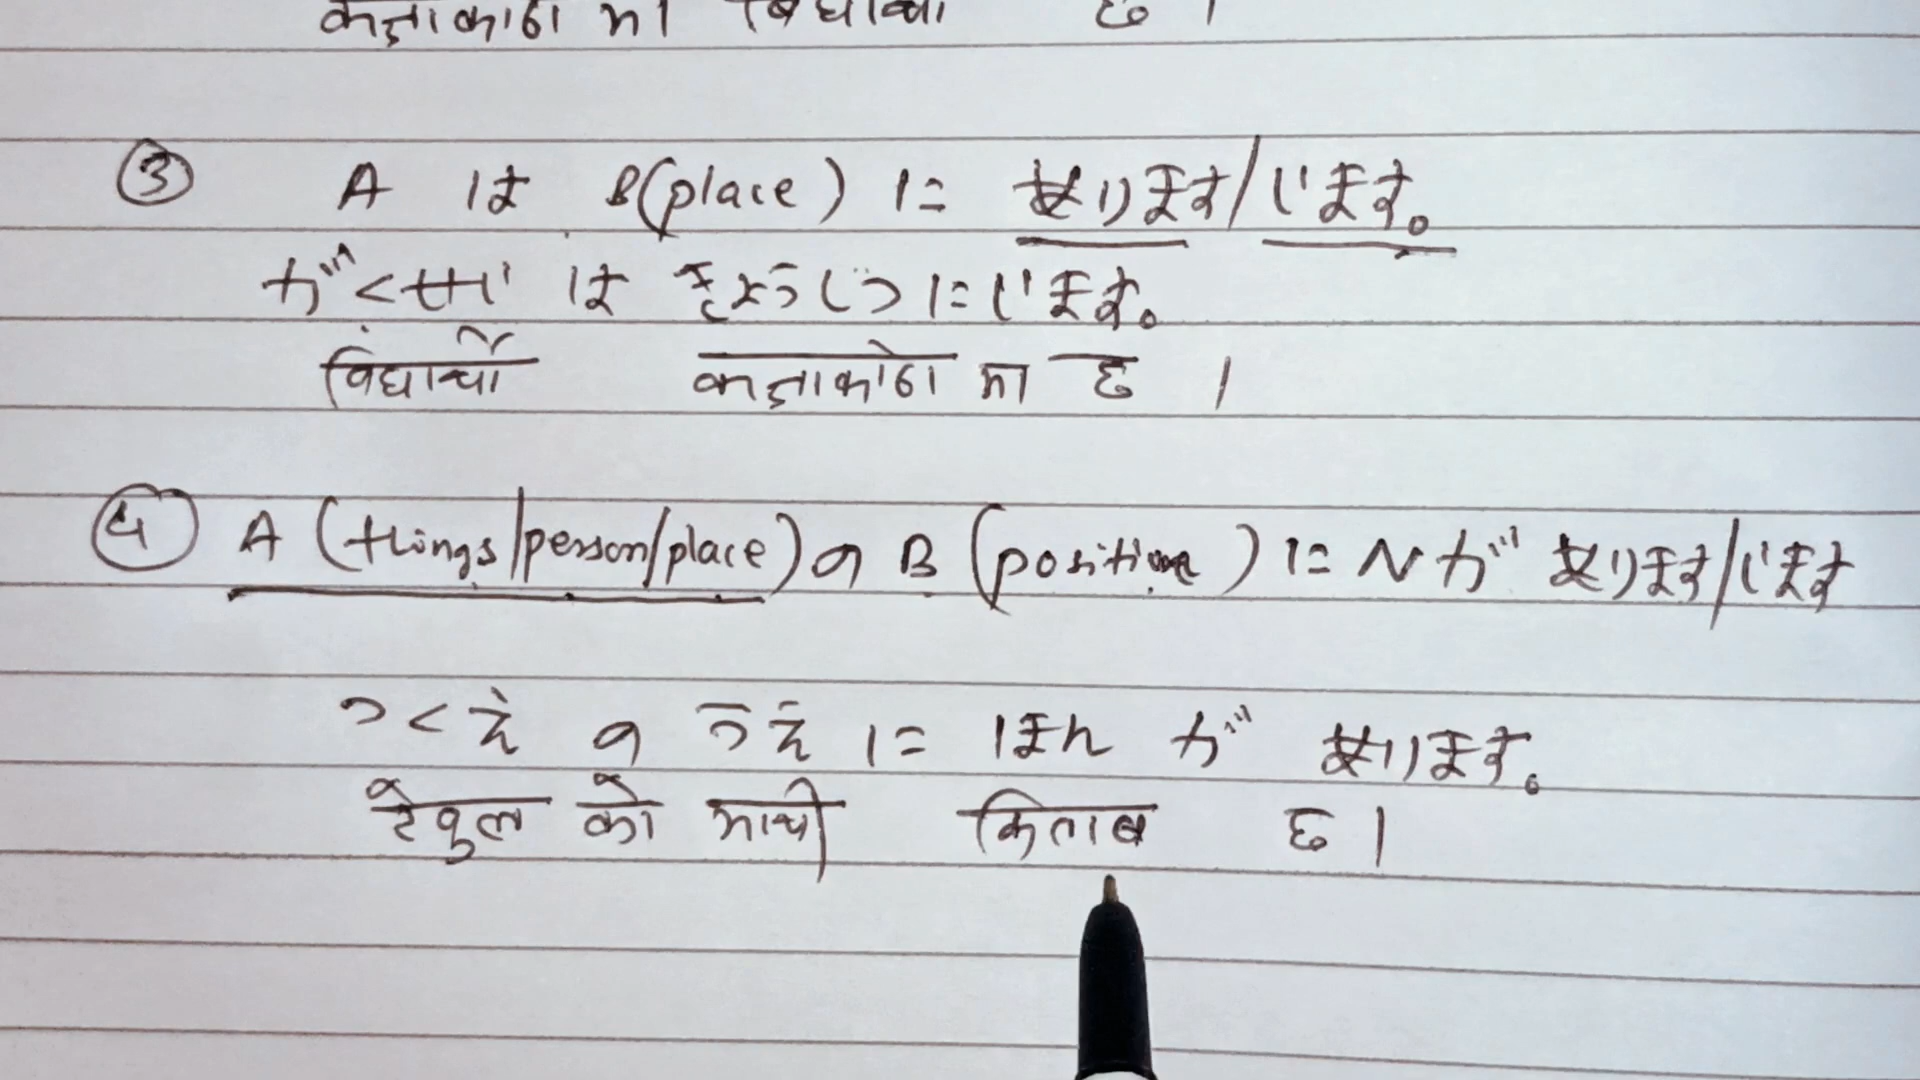 कक्षाकोठा मा विद्यार्थी छ ।
③ A は B(place) に あります/います。
がくせい は きょうしつ に います。
विद्यार्थी कक्षाकोठा मा छ ।
④ A (things/person/place) の B (position) に N が あります/います
つくえ の うえ に ほん が あります。
टेबुल को माथी किताब छ ।